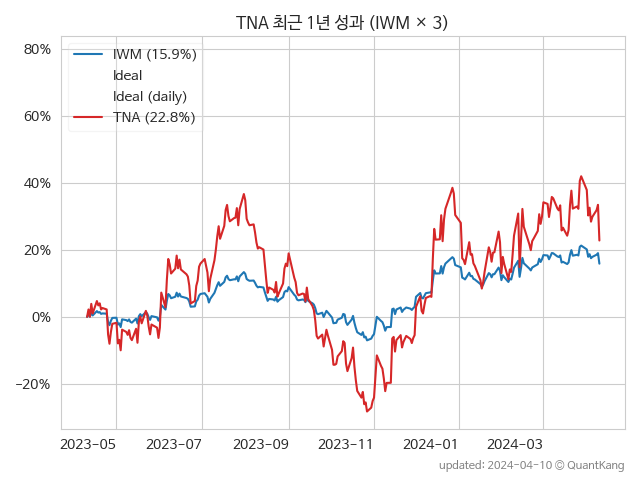 TNA 최근 1년 성과 (IWM × 3)
80%
60%
40%
20%
0%
−20%
IWM (15.9%)
Ideal
Ideal (daily)
TNA (22.8%)
2023-05
2023-07
2023-09
2023-11
2024-01
2024-03
updated: 2024-04-10 © QuantKang